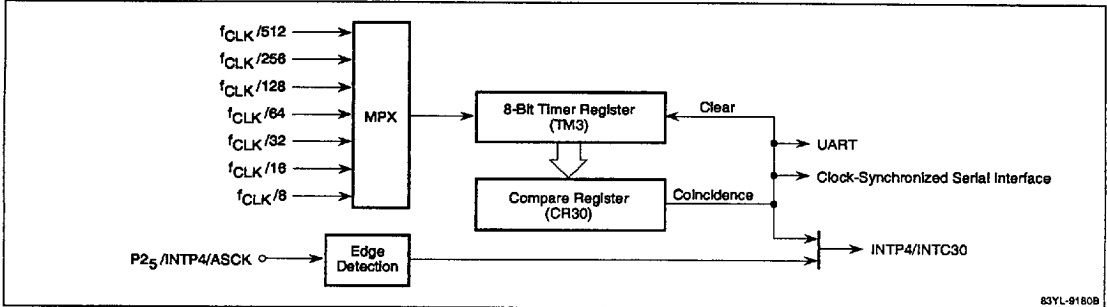 fCLK/512
fCLK/256
fCLK/128
fCLK/64
fCLK/32
fCLK/16
fCLK/8
MPX
8-Bit Timer Register
(TM3)
Clear
UART
Clock-Synchronized Serial Interface
Compare Register
(CR30)
Coincidence
P25/INTP4/ASCK
Edge
Detection
INTP4/INTC30
83YL-9180B